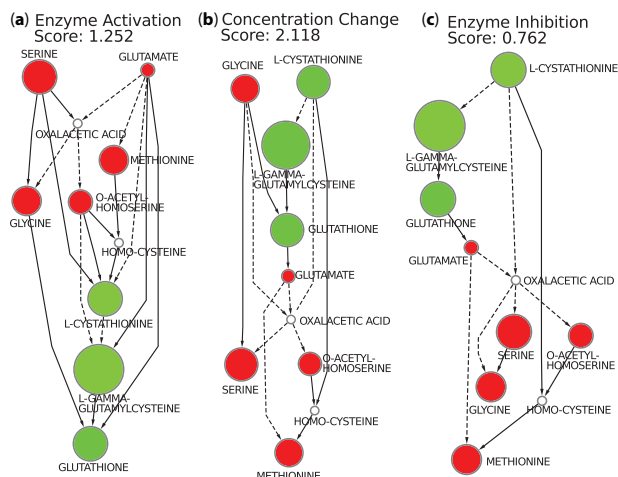 (a) Enzyme Activation
Score: 1.252
SERINE
GLUTAMATE
OXALACETIC ACID
METHIONINE
O-ACETYL-
HOMOSERINE
GLYCINE
HOMO-CYSTEINE
L-CYSTATHIONINE
L-GAMMA-
GLUTAMYLCYSTEINE
GLUTATHIONE
(b) Concentration Change
Score: 2.118
GLYCINE
L-CYSTATHIONINE
L-GAMMA-
GLUTAMYLCYSTEINE
GLUTATHIONE
GLUTAMATE
OXALACETIC ACID
O-ACETYL-
HOMOSERINE
SERINE
HOMO-CYSTEINE
METHIONINE
(c) Enzyme Inhibition
Score: 0.762
L-CYSTATHIONINE
L-GAMMA-
GLUTAMYLCYSTEINE
GLUTATHIONE
GLUTAMATE
OXALACETIC ACID
SERINE
O-ACETYL-
HOMOSERINE
GLYCINE
HOMO-CYSTEINE
METHIONINE